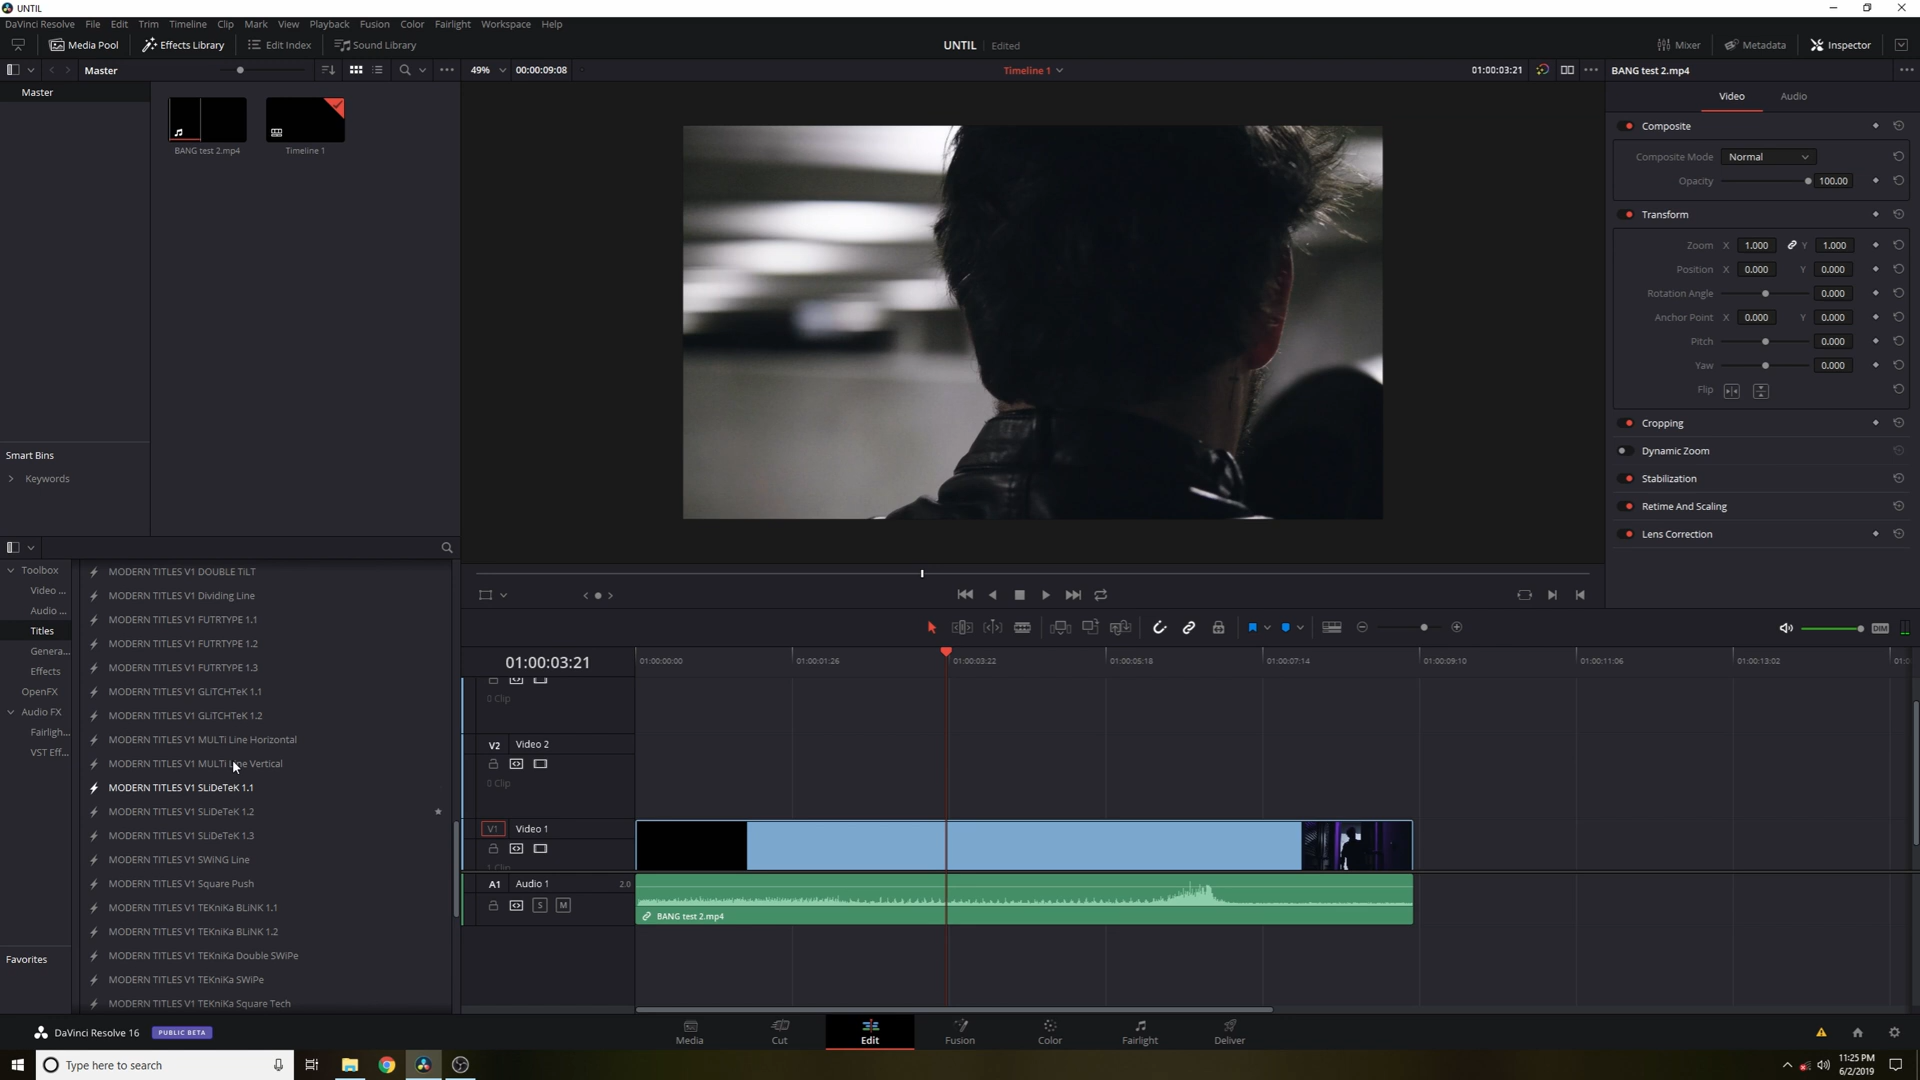 UNTIL
DaVinci Resolve File Edit Trim Timeline Clip Mark View Playback Fusion Color Fairlight Workspace Help
Media Pool Effects Library Edit Index Sound Library UNTIL Edited Mixer Metadata Inspector
Master 49% 00:00:09:08 Timeline 1 01:00:03:21 BANG test 2.mp4
Master
Video Audio
BANG test 2.mp4 Timeline 1
Composite
Composite Mode Normal
Opacity 100.00
Transform
Zoom X 1.000 Y 1.000
Position X 0.000 Y 0.000
Rotation Angle 0.000
Anchor Point X 0.000 Y 0.000
Pitch 0.000
Yaw 0.000
Flip
Cropping
Dynamic Zoom
Stabilization
Retime And Scaling
Lens Correction
Smart Bins
Keywords
Toolbox
Video ...
Audio ...
Titles
Genera...
Effects
OpenFX
Audio FX
Fairligh...
VST Eff...
Favorites
MODERN TITLES V1 DOUBLE TiLT
MODERN TITLES V1 Dividing Line
MODERN TITLES V1 FUTRTYPE 1.1
MODERN TITLES V1 FUTRTYPE 1.2
MODERN TITLES V1 FUTRTYPE 1.3
MODERN TITLES V1 GLiTCHTeK 1.1
MODERN TITLES V1 GLiTCHTeK 1.2
MODERN TITLES V1 MULTi Line Horizontal
MODERN TITLES V1 MULTi Line Vertical
MODERN TITLES V1 SLiDeTeK 1.1
MODERN TITLES V1 SLiDeTeK 1.2
MODERN TITLES V1 SLiDeTeK 1.3
MODERN TITLES V1 SWiNG Line
MODERN TITLES V1 Square Push
MODERN TITLES V1 TEKniKa BLiNK 1.1
MODERN TITLES V1 TEKniKa BLiNK 1.2
MODERN TITLES V1 TEKniKa Double SWiPe
MODERN TITLES V1 TEKniKa SWiPe
MODERN TITLES V1 TEKniKa Square Tech
DIM
01:00:03:21
01:00:00:00 01:00:01:26 01:00:03:22 01:00:05:18 01:00:07:14 01:00:09:10 01:00:11:06 01:00:13:02
0 Clip
V2 Video 2
0 Clip
V1 Video 1
1 Clip
A1 Audio 1 2.0
S M
BANG test 2.mp4
DaVinci Resolve 16 PUBLIC BETA
Media Cut Edit Fusion Color Fairlight Deliver
Type here to search
11:25 PM
6/2/2019